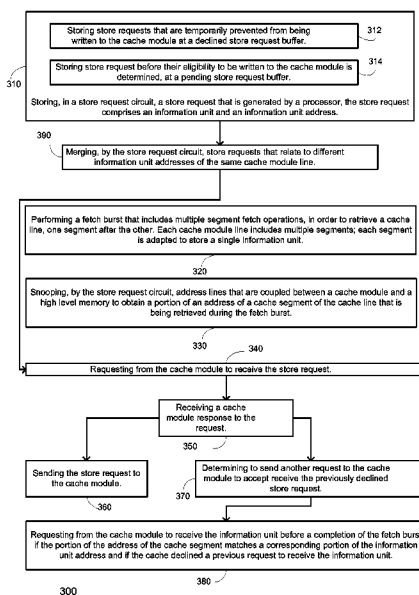 Storing store requests that are temporarily prevented from being
written to the cache module at a declined store request buffer.
312
Storing store request before their eligibility to be written to the cache module is
determined, at a pending store request buffer.
314
310
Storing, in a store request circuit, a store request that is generated by a processor, the store request
comprises an information unit and an information unit address.
390
Merging, by the store request circuit, store requests that relate to different
information unit addresses of the same cache module line.
Performing a fetch burst that includes multiple segment fetch operations, in order to retrieve a cache
line, one segment after the other. Each cache module line includes multiple segments; each segment
is adapted to store a single information unit.
320
Snooping, by the store request circuit, address lines that are coupled between a cache module and a
high level memory to obtain a portion of an address of a cache segment of the cache line that is
being retrieved during the fetch burst.
330
340
Requesting from the cache module to receive the store request.
Receiving a cache
module response to the
request.
350
Sending the store request to
the cache module.
360
Determining to send another request to the cache
module to accept receive the previously declined
store request.
370
Requesting from the cache module to receive the information unit before a completion of the fetch burs
if the portion of the address of the cache segment matches a corresponding portion of the information
unit address and if the cache declined a previous request to receive the information unit.
380
300